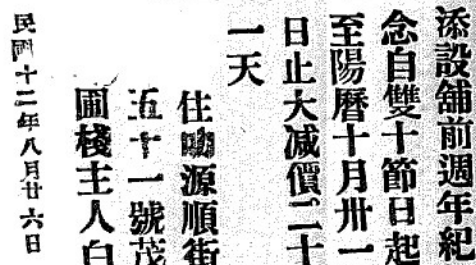 添設舖前週年紀
念自雙十節日起
至陽曆十月卅一
日止大减價二十
一天
住源順街
五十一號茂
圃棧主人白
民國十二年八月廿六日